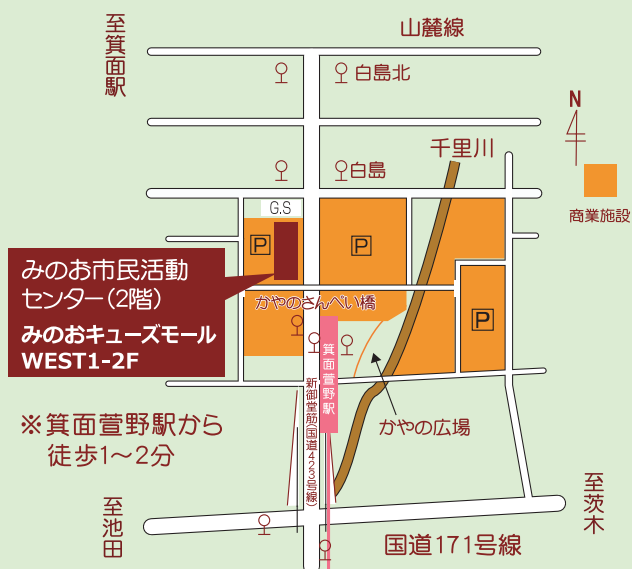 至箕面駅
山麓線
白島北
N
千里川
白島
商業施設
G.S
P
P
みのお市民活動
センター(2階)
みのおキューズモール
WEST1-2F
かやのさんぺい橋
P
箕面萱野駅
新御堂筋(国道423号線)
かやの広場
※箕面萱野駅から
徒歩1〜2分
至池田
至茨木
国道171号線